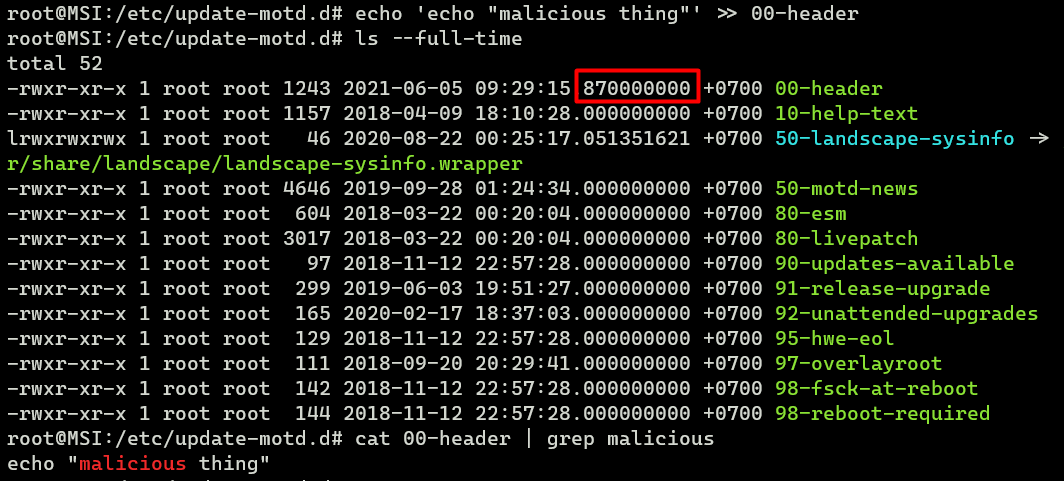 root@MSI:/etc/update-motd.d# echo 'echo "malicious thing"' >> 00-header
root@MSI:/etc/update-motd.d# ls --full-time
total 52
-rwxr-xr-x 1 root root 1243 2021-06-05 09:29:15.870000000 +0700 00-header
-rwxr-xr-x 1 root root 1157 2018-04-09 18:10:28.000000000 +0700 10-help-text
lrwxrwxrwx 1 root root   46 2020-08-22 00:25:17.051351621 +0700 50-landscape-sysinfo ->
r/share/landscape/landscape-sysinfo.wrapper
-rwxr-xr-x 1 root root 4646 2019-09-28 01:24:34.000000000 +0700 50-motd-news
-rwxr-xr-x 1 root root  604 2018-03-22 00:20:04.000000000 +0700 80-esm
-rwxr-xr-x 1 root root 3017 2018-03-22 00:20:04.000000000 +0700 80-livepatch
-rwxr-xr-x 1 root root   97 2018-11-12 22:57:28.000000000 +0700 90-updates-available
-rwxr-xr-x 1 root root  299 2019-06-03 19:51:27.000000000 +0700 91-release-upgrade
-rwxr-xr-x 1 root root  165 2020-02-17 18:37:03.000000000 +0700 92-unattended-upgrades
-rwxr-xr-x 1 root root  129 2018-11-12 22:57:28.000000000 +0700 95-hwe-eol
-rwxr-xr-x 1 root root  111 2018-09-20 20:29:41.000000000 +0700 97-overlayroot
-rwxr-xr-x 1 root root  142 2018-11-12 22:57:28.000000000 +0700 98-fsck-at-reboot
-rwxr-xr-x 1 root root  144 2018-11-12 22:57:28.000000000 +0700 98-reboot-required
root@MSI:/etc/update-motd.d# cat 00-header | grep malicious
echo "malicious thing"